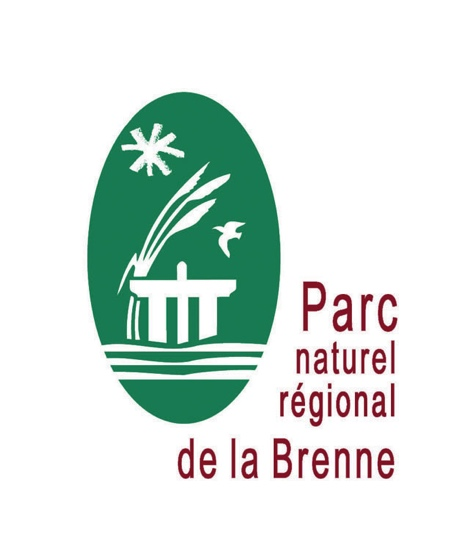 Parc
naturel
régional
de la Brenne